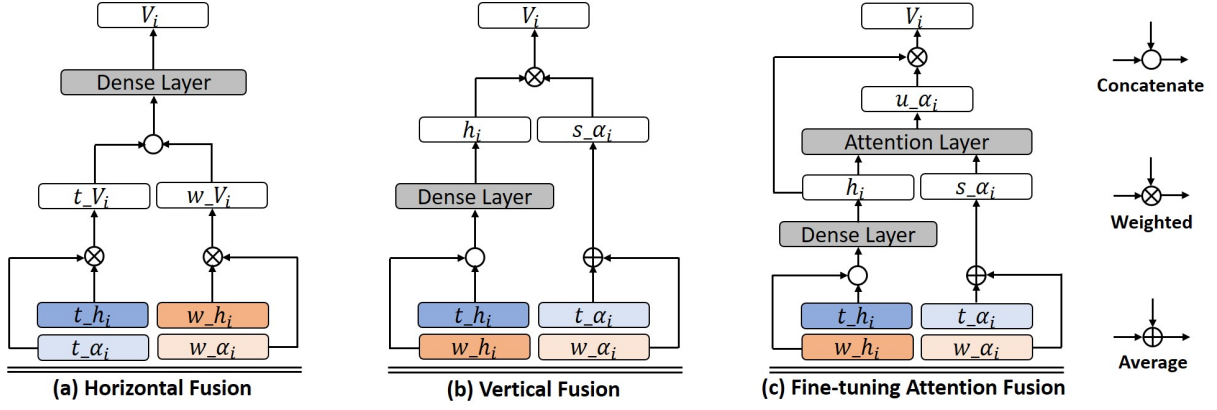 V_i
Dense Layer
t_V_i
w_V_i
t_h_i
w_h_i
t_α_i
w_α_i
(a) Horizontal Fusion
V_i
h_i
s_α_i
Dense Layer
t_h_i
t_α_i
w_h_i
w_α_i
(b) Vertical Fusion
V_i
u_α_i
Attention Layer
h_i
s_α_i
Dense Layer
t_h_i
t_α_i
w_h_i
w_α_i
(c) Fine-tuning Attention Fusion
Concatenate
Weighted
Average